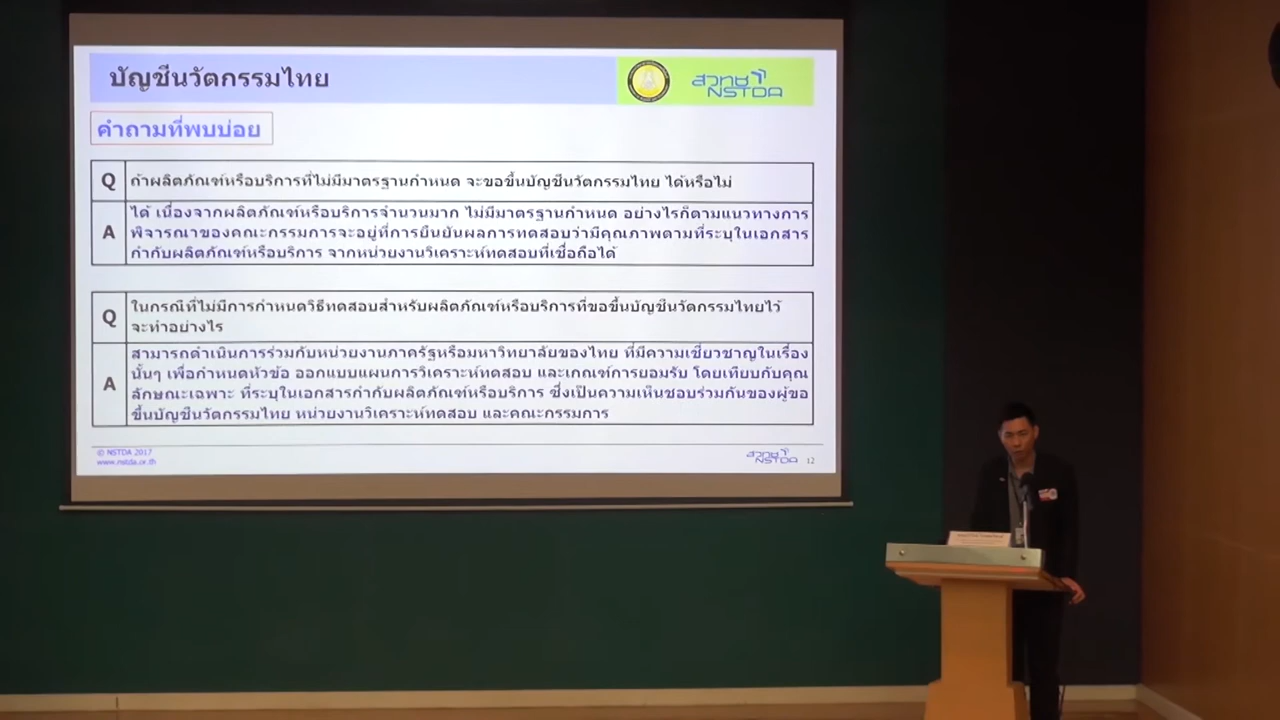 บัญชีนวัตกรรมไทย
สวทช
NSTDA
คำถามที่พบบ่อย
Q
ถ้าผลิตภัณฑ์หรือบริการที่ไม่มีมาตรฐานกำหนด จะขอขึ้นบัญชีนวัตกรรมไทย ได้หรือไม่
A
ได้ เนื่องจากผลิตภัณฑ์หรือบริการจำนวนมาก ไม่มีมาตรฐานกำหนด อย่างไรก็ตามแนวทางการ
พิจารณาของคณะกรรมการจะอยู่ที่การยืนยันผลการทดสอบว่ามีคุณภาพตามที่ระบุในเอกสาร
กำกับผลิตภัณฑ์หรือบริการ จากหน่วยงานวิเคราะห์ทดสอบที่เชื่อถือได้
Q
ในกรณีที่ไม่มีการกำหนดวิธีทดสอบสำหรับผลิตภัณฑ์หรือบริการที่ขอขึ้นบัญชีนวัตกรรมไทยไว้
จะทำอย่างไร
A
สามารถดำเนินการร่วมกับหน่วยงานภาครัฐหรือมหาวิทยาลัยของไทย ที่มีความเชี่ยวชาญในเรื่อง
นั้นๆ เพื่อกำหนดหัวข้อ ออกแบบแผนการวิเคราะห์ทดสอบ และเกณฑ์การยอมรับ โดยเทียบกับคุณ
ลักษณะเฉพาะ ที่ระบุในเอกสารกำกับผลิตภัณฑ์หรือบริการ ซึ่งเป็นความเห็นชอบร่วมกันของผู้ขอ
ขึ้นบัญชีนวัตกรรมไทย หน่วยงานวิเคราะห์ทดสอบ และคณะกรรมการ
© NSTDA 2017
www.nstda.or.th
สวทช
NSTDA
12